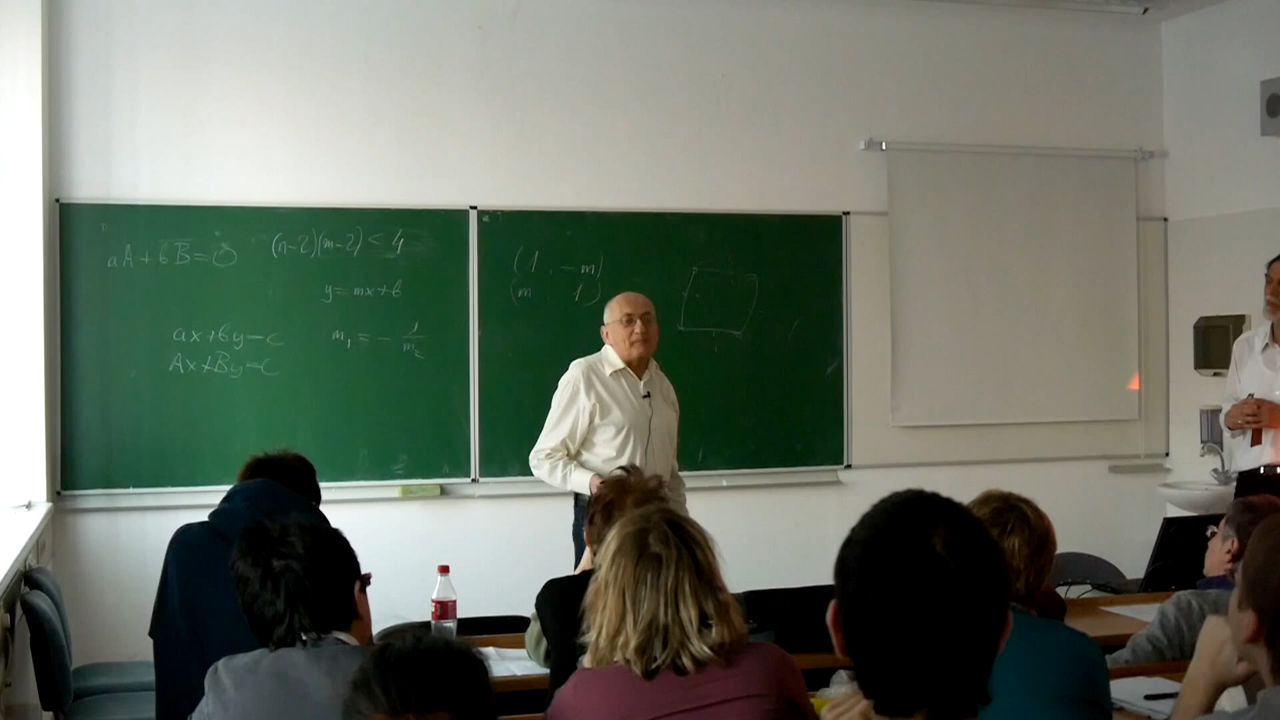 aA+bB=0
(n-2)(m-2)<4
y=mx+b
ax+by=c
Ax+By=C
m₁=-1/m₂
(1, -m)
(m, 1)